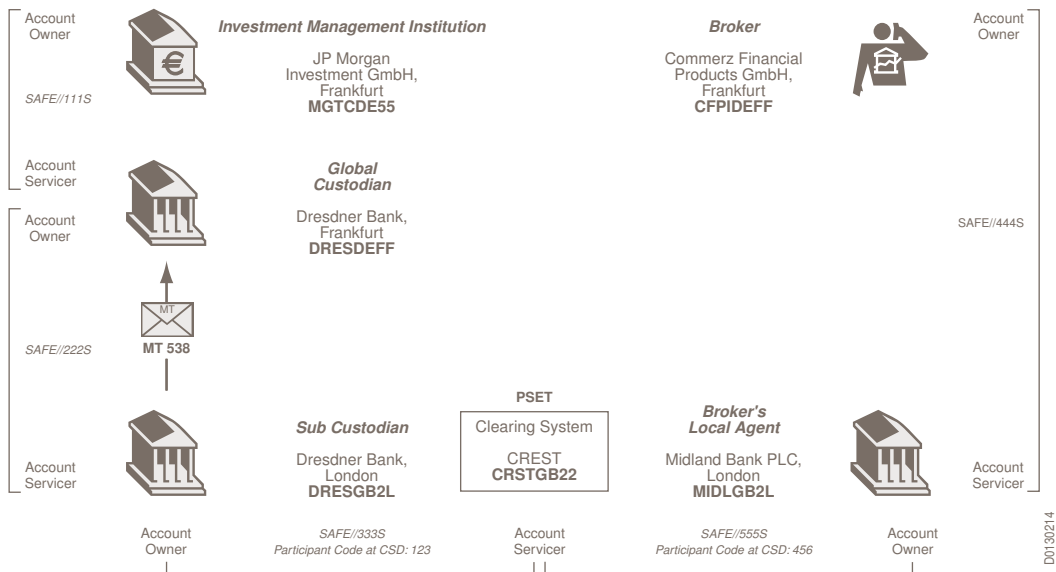 Account
Owner
Investment Management Institution
Broker
Account
Owner
JP Morgan
Investment GmbH,
Frankfurt
MGTCDE55
Commerz Financial
Products GmbH,
Frankfurt
CFPIDEFF
€
SAFE//111S
Account
Servicer
Global
Custodian
Account
Owner
Dresdner Bank,
Frankfurt
DRESDEFF
SAFE//444S
MT
SAFE//222S
MT 538
PSET
Sub Custodian
Clearing System
Broker's
Local Agent
Account
Servicer
Dresdner Bank,
London
DRESGB2L
CREST
CRSTGB22
Midland Bank PLC,
London
MIDLGB2L
Account
Servicer
Account
Owner
SAFE//333S
Participant Code at CSD: 123
Account
Servicer
SAFE//555S
Participant Code at CSD: 456
Account
Owner
D0130214